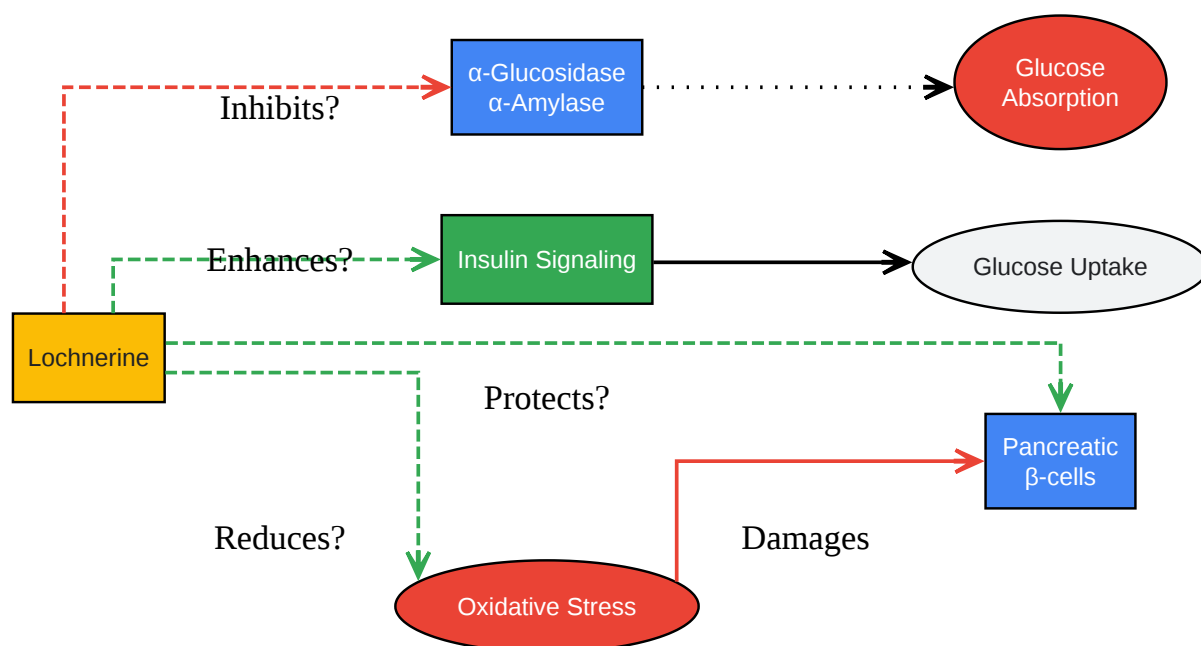 α-Glucosidase
α-Amylase
Glucose
Absorption
Inhibits?
Enhances?
Insulin Signaling
Glucose Uptake
Lochnerine
Protects?
Pancreatic
β-cells
Reduces?
Damages
Oxidative Stress